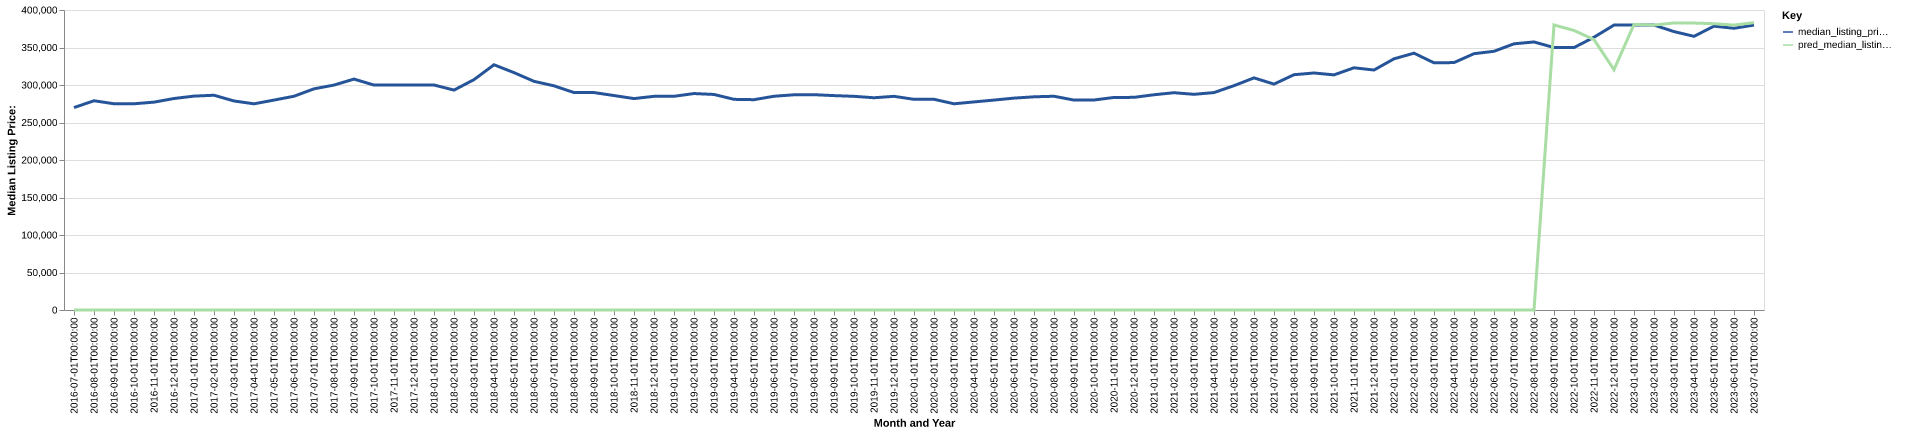 400,000
350,000
300,000
250,000
200,000
150,000
100,000
50,000
0
Median Listing Price:
2016-07-01T00:00:00
2016-08-01T00:00:00
2016-09-01T00:00:00
2016-10-01T00:00:00
2016-11-01T00:00:00
2016-12-01T00:00:00
2017-01-01T00:00:00
2017-02-01T00:00:00
2017-03-01T00:00:00
2017-04-01T00:00:00
2017-05-01T00:00:00
2017-06-01T00:00:00
2017-07-01T00:00:00
2017-08-01T00:00:00
2017-09-01T00:00:00
2017-10-01T00:00:00
2017-11-01T00:00:00
2017-12-01T00:00:00
2018-01-01T00:00:00
2018-02-01T00:00:00
2018-03-01T00:00:00
2018-04-01T00:00:00
2018-05-01T00:00:00
2018-06-01T00:00:00
2018-07-01T00:00:00
2018-08-01T00:00:00
2018-09-01T00:00:00
2018-10-01T00:00:00
2018-11-01T00:00:00
2018-12-01T00:00:00
2019-01-01T00:00:00
2019-02-01T00:00:00
2019-03-01T00:00:00
2019-04-01T00:00:00
2019-05-01T00:00:00
2019-06-01T00:00:00
2019-07-01T00:00:00
2019-08-01T00:00:00
2019-09-01T00:00:00
2019-10-01T00:00:00
2019-11-01T00:00:00
2019-12-01T00:00:00
2020-01-01T00:00:00
2020-02-01T00:00:00
2020-03-01T00:00:00
2020-04-01T00:00:00
2020-05-01T00:00:00
2020-06-01T00:00:00
2020-07-01T00:00:00
2020-08-01T00:00:00
2020-09-01T00:00:00
2020-10-01T00:00:00
2020-11-01T00:00:00
2020-12-01T00:00:00
2021-01-01T00:00:00
2021-02-01T00:00:00
2021-03-01T00:00:00
2021-04-01T00:00:00
2021-05-01T00:00:00
2021-06-01T00:00:00
2021-07-01T00:00:00
2021-08-01T00:00:00
2021-09-01T00:00:00
2021-10-01T00:00:00
2021-11-01T00:00:00
2021-12-01T00:00:00
2022-01-01T00:00:00
2022-02-01T00:00:00
2022-03-01T00:00:00
2022-04-01T00:00:00
2022-05-01T00:00:00
2022-06-01T00:00:00
2022-07-01T00:00:00
2022-08-01T00:00:00
2022-09-01T00:00:00
2022-10-01T00:00:00
2022-11-01T00:00:00
2022-12-01T00:00:00
2023-01-01T00:00:00
2023-02-01T00:00:00
2023-03-01T00:00:00
2023-04-01T00:00:00
2023-05-01T00:00:00
2023-06-01T00:00:00
2023-07-01T00:00:00
Month and Year
Key
median_listing_pri…
pred_median_listin…